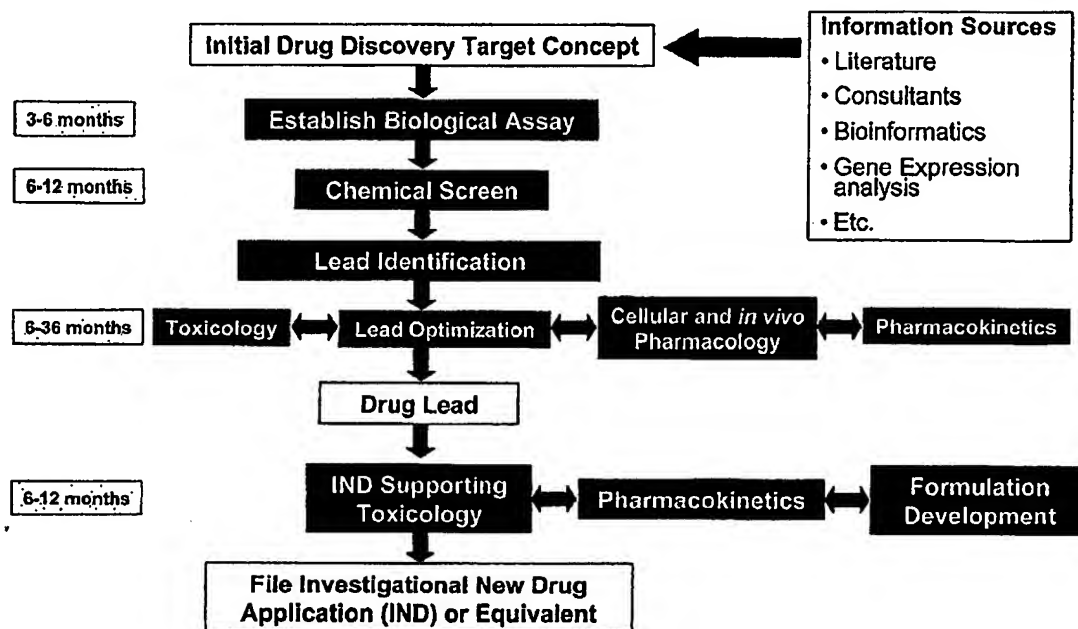 Initial Drug Discovery Target Concept
Information Sources
• Literature
• Consultants
• Bioinformatics
• Gene Expression
analysis
• Etc.
3-6 months
Establish Biological Assay
6-12 months
Chemical Screen
Lead Identification
6-36 months
Toxicology
Lead Optimization
Cellular and in vivo
Pharmacology
Pharmacokinetics
Drug Lead
6-12 months
IND Supporting
Toxicology
Pharmacokinetics
Formulation
Development
File Investigational New Drug
Application (IND) or Equivalent